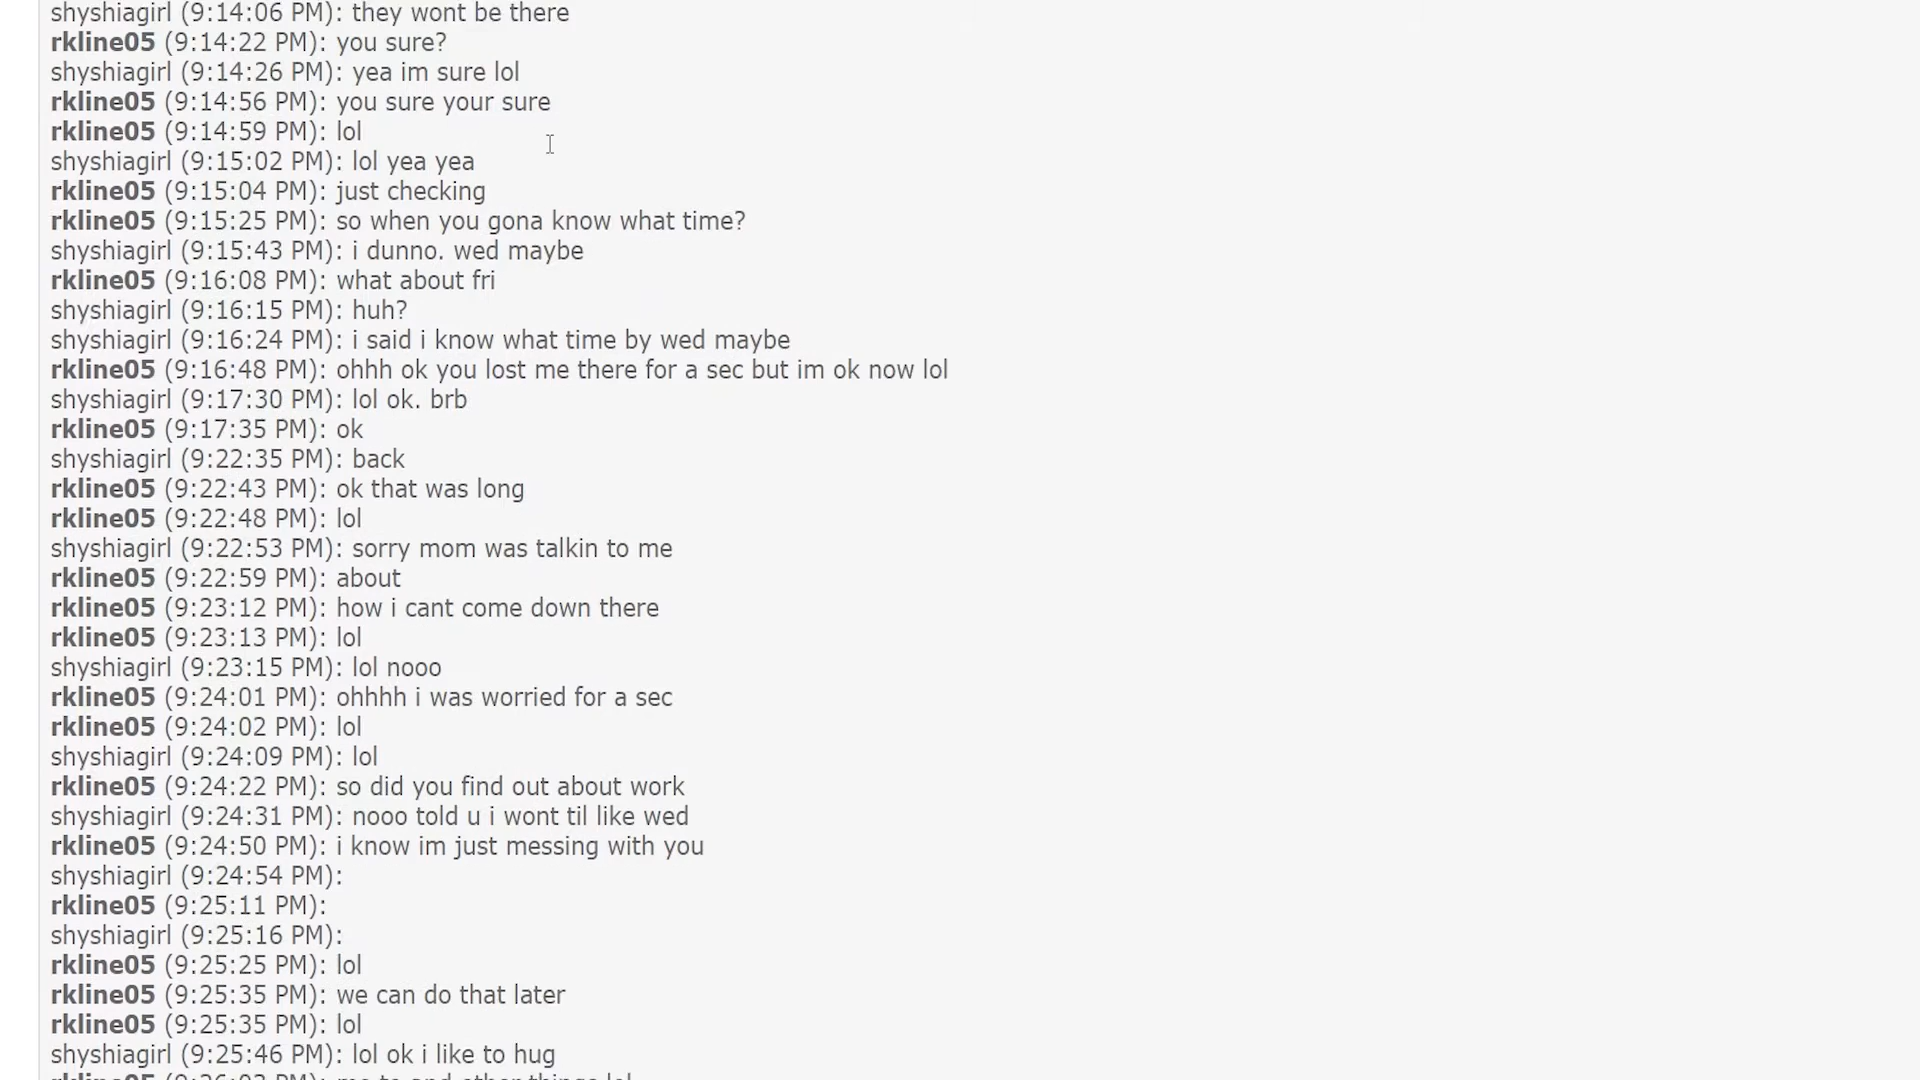 shyshiagirl (9:14:06 PM): they wont be there
rkline05 (9:14:22 PM): you sure?
shyshiagirl (9:14:26 PM): yea im sure lol
rkline05 (9:14:56 PM): you sure your sure
rkline05 (9:14:59 PM): lol
shyshiagirl (9:15:02 PM): lol yea yea
rkline05 (9:15:04 PM): just checking
rkline05 (9:15:25 PM): so when you gona know what time?
shyshiagirl (9:15:43 PM): i dunno. wed maybe
rkline05 (9:16:08 PM): what about fri
shyshiagirl (9:16:15 PM): huh?
shyshiagirl (9:16:24 PM): i said i know what time by wed maybe
rkline05 (9:16:48 PM): ohhh ok you lost me there for a sec but im ok now lol
shyshiagirl (9:17:30 PM): lol ok. brb
rkline05 (9:17:35 PM): ok
shyshiagirl (9:22:35 PM): back
rkline05 (9:22:43 PM): ok that was long
rkline05 (9:22:48 PM): lol
shyshiagirl (9:22:53 PM): sorry mom was talkin to me
rkline05 (9:22:59 PM): about
rkline05 (9:23:12 PM): how i cant come down there
rkline05 (9:23:13 PM): lol
shyshiagirl (9:23:15 PM): lol nooo
rkline05 (9:24:01 PM): ohhhh i was worried for a sec
rkline05 (9:24:02 PM): lol
shyshiagirl (9:24:09 PM): lol
rkline05 (9:24:22 PM): so did you find out about work
shyshiagirl (9:24:31 PM): nooo told u i wont til like wed
rkline05 (9:24:50 PM): i know im just messing with you
shyshiagirl (9:24:54 PM):
rkline05 (9:25:11 PM):
shyshiagirl (9:25:16 PM):
rkline05 (9:25:25 PM): lol
rkline05 (9:25:35 PM): we can do that later
rkline05 (9:25:35 PM): lol
shyshiagirl (9:25:46 PM): lol ok i like to hug